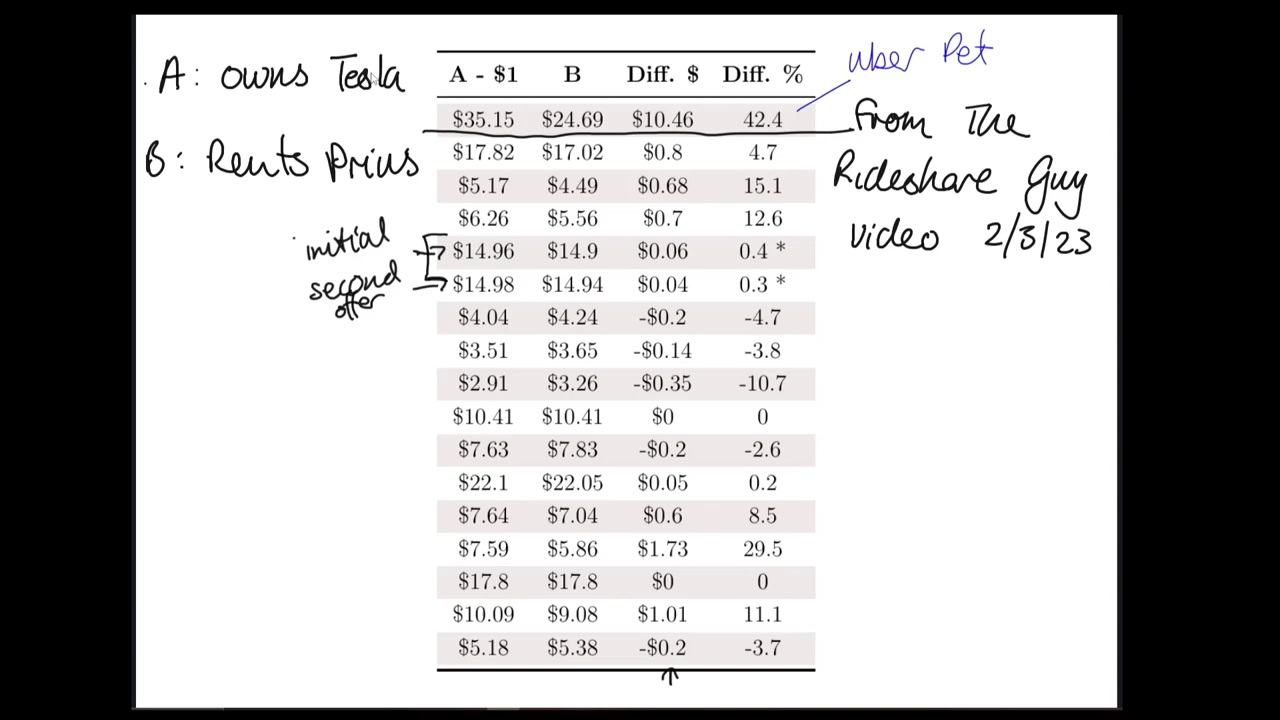 A: owns Tesla
B: Rents Prius
initial
second
offer
A - $1 B Diff. $ Diff. %
$35.15 $24.69 $10.46 42.4
$17.82 $17.02 $0.8 4.7
$5.17 $4.49 $0.68 15.1
$6.26 $5.56 $0.7 12.6
$14.96 $14.9 $0.06 0.4 *
$14.98 $14.94 $0.04 0.3 *
$4.04 $4.24 -$0.2 -4.7
$3.51 $3.65 -$0.14 -3.8
$2.91 $3.26 -$0.35 -10.7
$10.41 $10.41 $0 0
$7.63 $7.83 -$0.2 -2.6
$22.1 $22.05 $0.05 0.2
$7.64 $7.04 $0.6 8.5
$7.59 $5.86 $1.73 29.5
$17.8 $17.8 $0 0
$10.09 $9.08 $1.01 11.1
$5.18 $5.38 -$0.2 -3.7
uber Pet
From The
Rideshare Guy
video 2/3/23